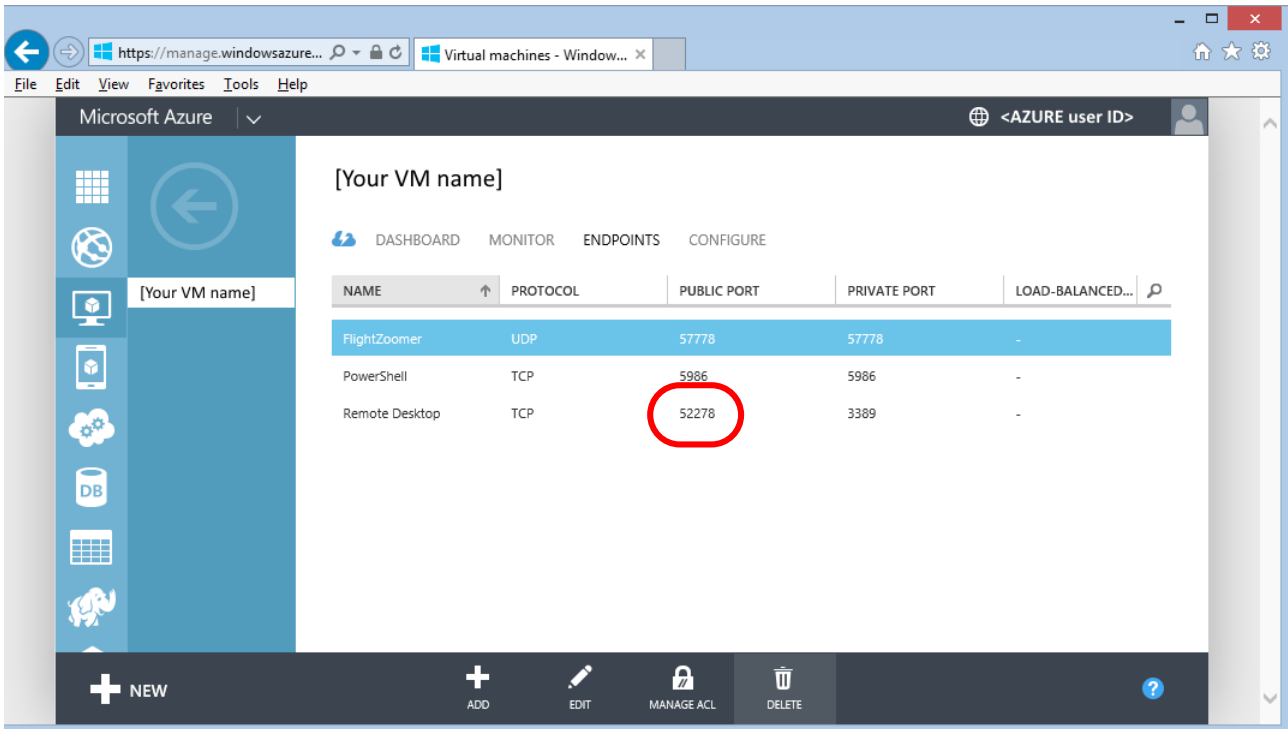 https://manage.windowsazure...
Virtual machines - Window...
File Edit View Favorites Tools Help
Microsoft Azure
<AZURE user ID>
[Your VM name]
DASHBOARD MONITOR ENDPOINTS CONFIGURE
[Your VM name]
NAME PROTOCOL PUBLIC PORT PRIVATE PORT LOAD-BALANCED...
FlightZoomer UDP 57778 57778 -
PowerShell TCP 5986 5986 -
Remote Desktop TCP 52278 3389 -
DB
NEW
ADD EDIT MANAGE ACL DELETE
?